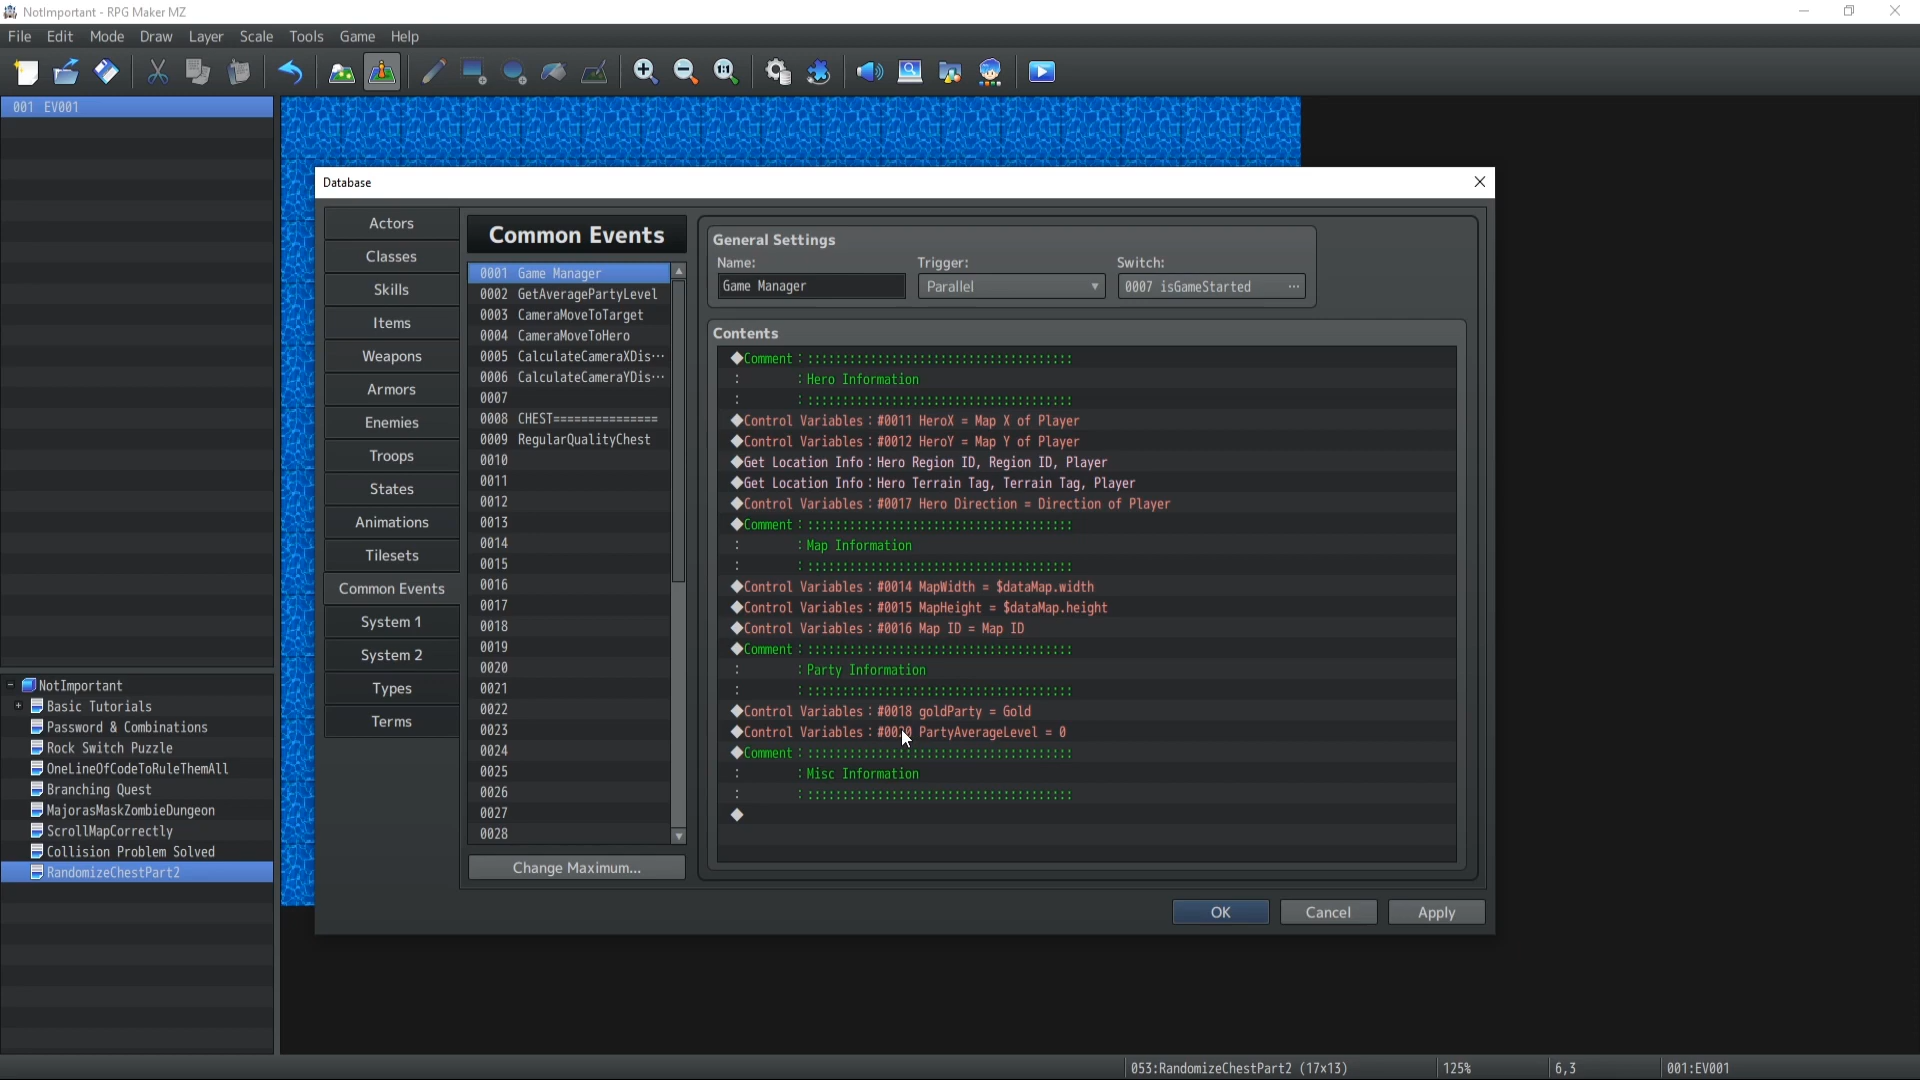 NotImportant - RPG Maker MZ
File Edit Mode Draw Layer Scale Tools Game Help
001 EV001
Database
Actors
Classes
Skills
Items
Weapons
Armors
Enemies
Troops
States
Animations
Tilesets
Common Events
System 1
System 2
Types
Terms
Common Events
0001 Game Manager
0002 GetAveragePartyLevel
0003 CameraMoveToTarget
0004 CameraMoveToHero
0005 CalculateCameraXDis…
0006 CalculateCameraYDis…
0007
0008 CHEST===============
0009 RegularQualityChest
0010
0011
0012
0013
0014
0015
0016
0017
0018
0019
0020
0021
0022
0023
0024
0025
0026
0027
0028
Change Maximum...
General Settings
Name: Trigger: Switch:
Game Manager Parallel 0007 isGameStarted ...
Contents
◆Comment : ::::::::::::::::::::::::::::::::::::::
: : Hero Information
: : ::::::::::::::::::::::::::::::::::::::
◆Control Variables : #0011 HeroX = Map X of Player
◆Control Variables : #0012 HeroY = Map Y of Player
◆Get Location Info : Hero Region ID, Region ID, Player
◆Get Location Info : Hero Terrain Tag, Terrain Tag, Player
◆Control Variables : #0017 Hero Direction = Direction of Player
◆Comment : ::::::::::::::::::::::::::::::::::::::
: : Map Information
: : ::::::::::::::::::::::::::::::::::::::
◆Control Variables : #0014 MapWidth = $dataMap.width
◆Control Variables : #0015 MapHeight = $dataMap.height
◆Control Variables : #0016 Map ID = Map ID
◆Comment : ::::::::::::::::::::::::::::::::::::::
: : Party Information
: : ::::::::::::::::::::::::::::::::::::::
◆Control Variables : #0018 goldParty = Gold
◆Control Variables : PartyAverageLevel = 0
◆Comment : ::::::::::::::::::::::::::::::::::::::
: : Misc Information
: : ::::::::::::::::::::::::::::::::::::::
◆
OK Cancel Apply
NotImportant
Basic Tutorials
Password & Combinations
Rock Switch Puzzle
OneLineOfCodeToRuleThemAll
Branching Quest
MajorasMaskZombieDungeon
ScrollMapCorrectly
Collision Problem Solved
RandomizeChestPart2
053:RandomizeChestPart2 (17x13) 125% 6,3 001:EV001